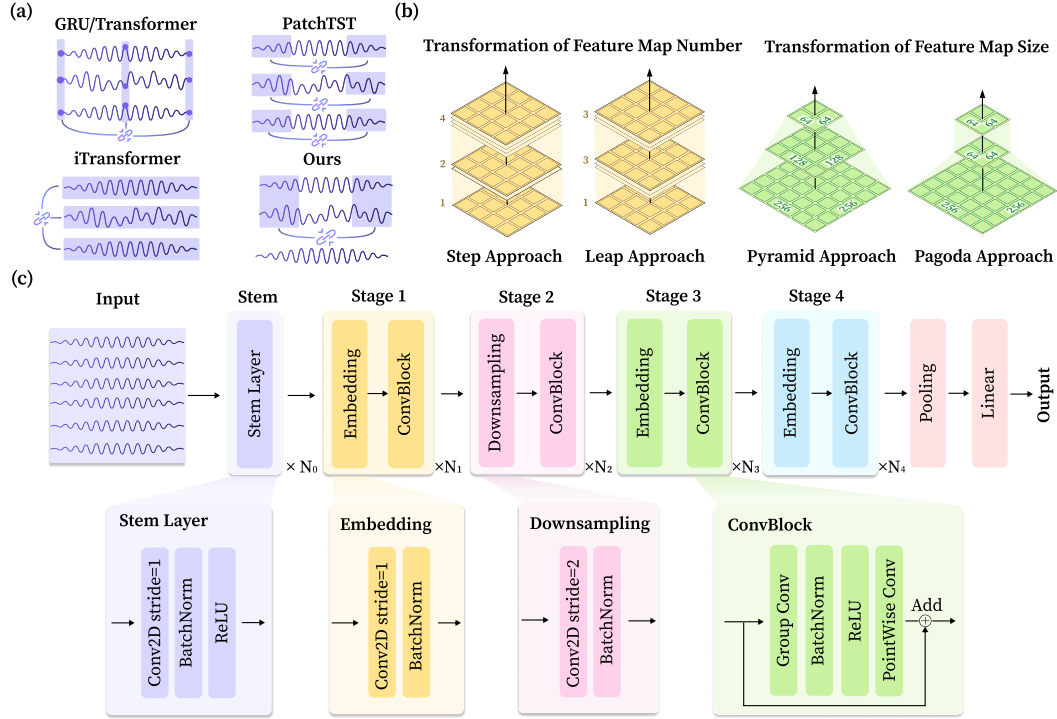 (a)
GRU/Transformer
PatchTST
iTransformer
Ours
(b)
Transformation of Feature Map Number
Transformation of Feature Map Size
4
2
1
3
3
1
64 64
128 128
256 256
64 64
64 64
256 256
Step Approach
Leap Approach
Pyramid Approach
Pagoda Approach
(c)
Input
Stem
Stage 1
Stage 2
Stage 3
Stage 4
Stem Layer
× N0
Embedding
ConvBlock
×N1
Downsampling
ConvBlock
×N2
Embedding
ConvBlock
×N3
Embedding
ConvBlock
×N4
Pooling
Linear
Output
Stem Layer
Conv2D stride=1
BatchNorm
ReLU
Embedding
Conv2D stride=1
BatchNorm
Downsampling
Conv2D stride=2
BatchNorm
ConvBlock
Group Conv
BatchNorm
ReLU
PointWise Conv
Add